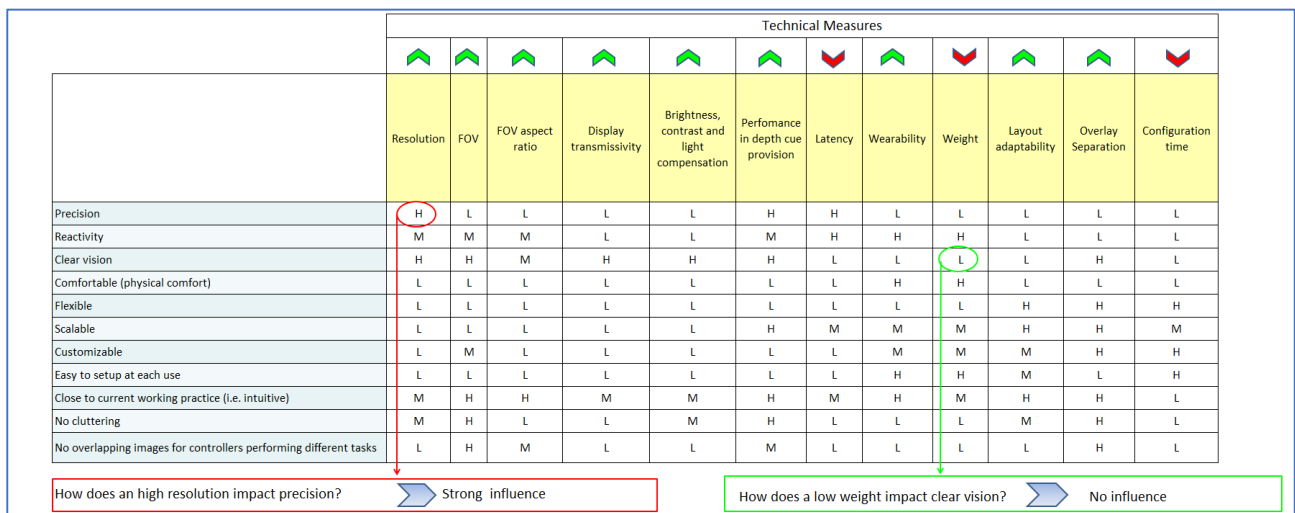 Technical Measures
Resolution FOV FOV aspect ratio Display transmissivity Brightness, contrast and light compensation Perfomance in depth cue provision Latency Wearability Weight Layout adaptability Overlay Separation Configuration time
Precision H L L L L H H L L L L L
Reactivity M M M L L M H H H L L L
Clear vision H H M H H H L L L L H L
Comfortable (physical comfort) L L L L L L L H H L L L
Flexible L L L L L L L L L H H H
Scalable L L L L L H M M M H H M
Customizable L M L L L L L M M M H H
Easy to setup at each use L L L L L L L H H M L H
Close to current working practice (i.e. intuitive) M H H M M H M H M H H L
No cluttering M H L L M H L L L M H L
No overlapping images for controllers performing different tasks L H M L L M L L L L H L
How does an high resolution impact precision? Strong influence
How does a low weight impact clear vision? No influence